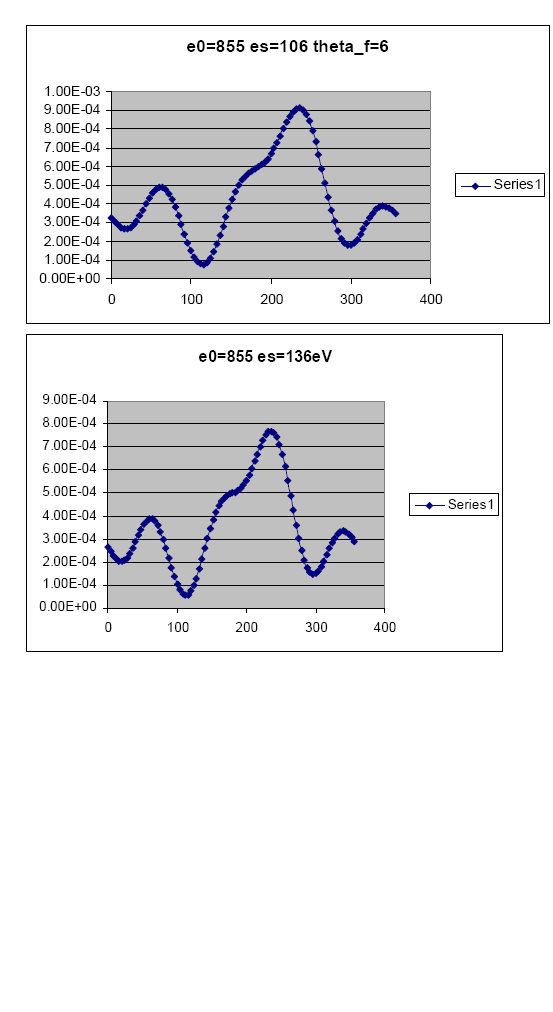 e0=855 es=106 theta_f=6
1.00E-03
9.00E-04
8.00E-04
7.00E-04
6.00E-04
5.00E-04
4.00E-04
3.00E-04
2.00E-04
1.00E-04
0.00E+00
0 100 200 300 400
Series1
e0=855 es=136eV
9.00E-04
8.00E-04
7.00E-04
6.00E-04
5.00E-04
4.00E-04
3.00E-04
2.00E-04
1.00E-04
0.00E+00
0 100 200 300 400
Series1